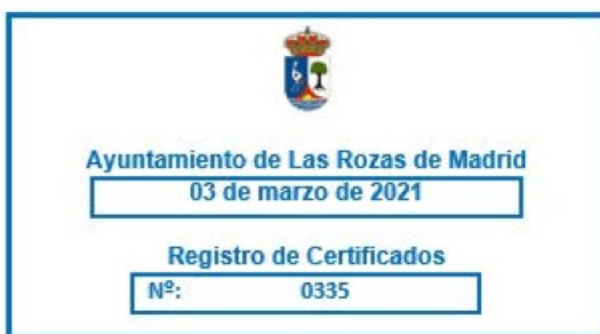 Ayuntamiento de Las Rozas de Madrid
03 de marzo de 2021
Registro de Certificados
Nº: 0335